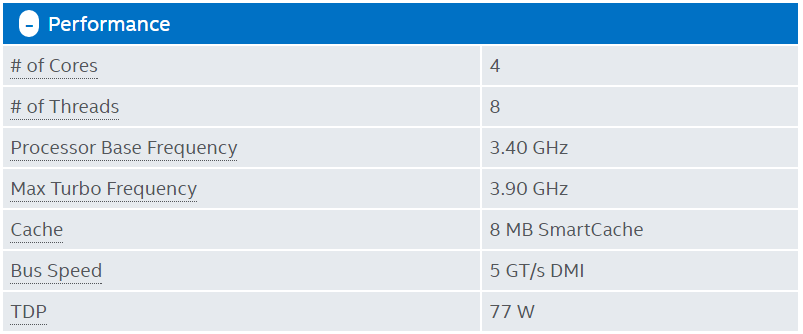 - Performance
# of Cores 4
# of Threads 8
Processor Base Frequency 3.40 GHz
Max Turbo Frequency 3.90 GHz
Cache 8 MB SmartCache
Bus Speed 5 GT/s DMI
TDP 77 W